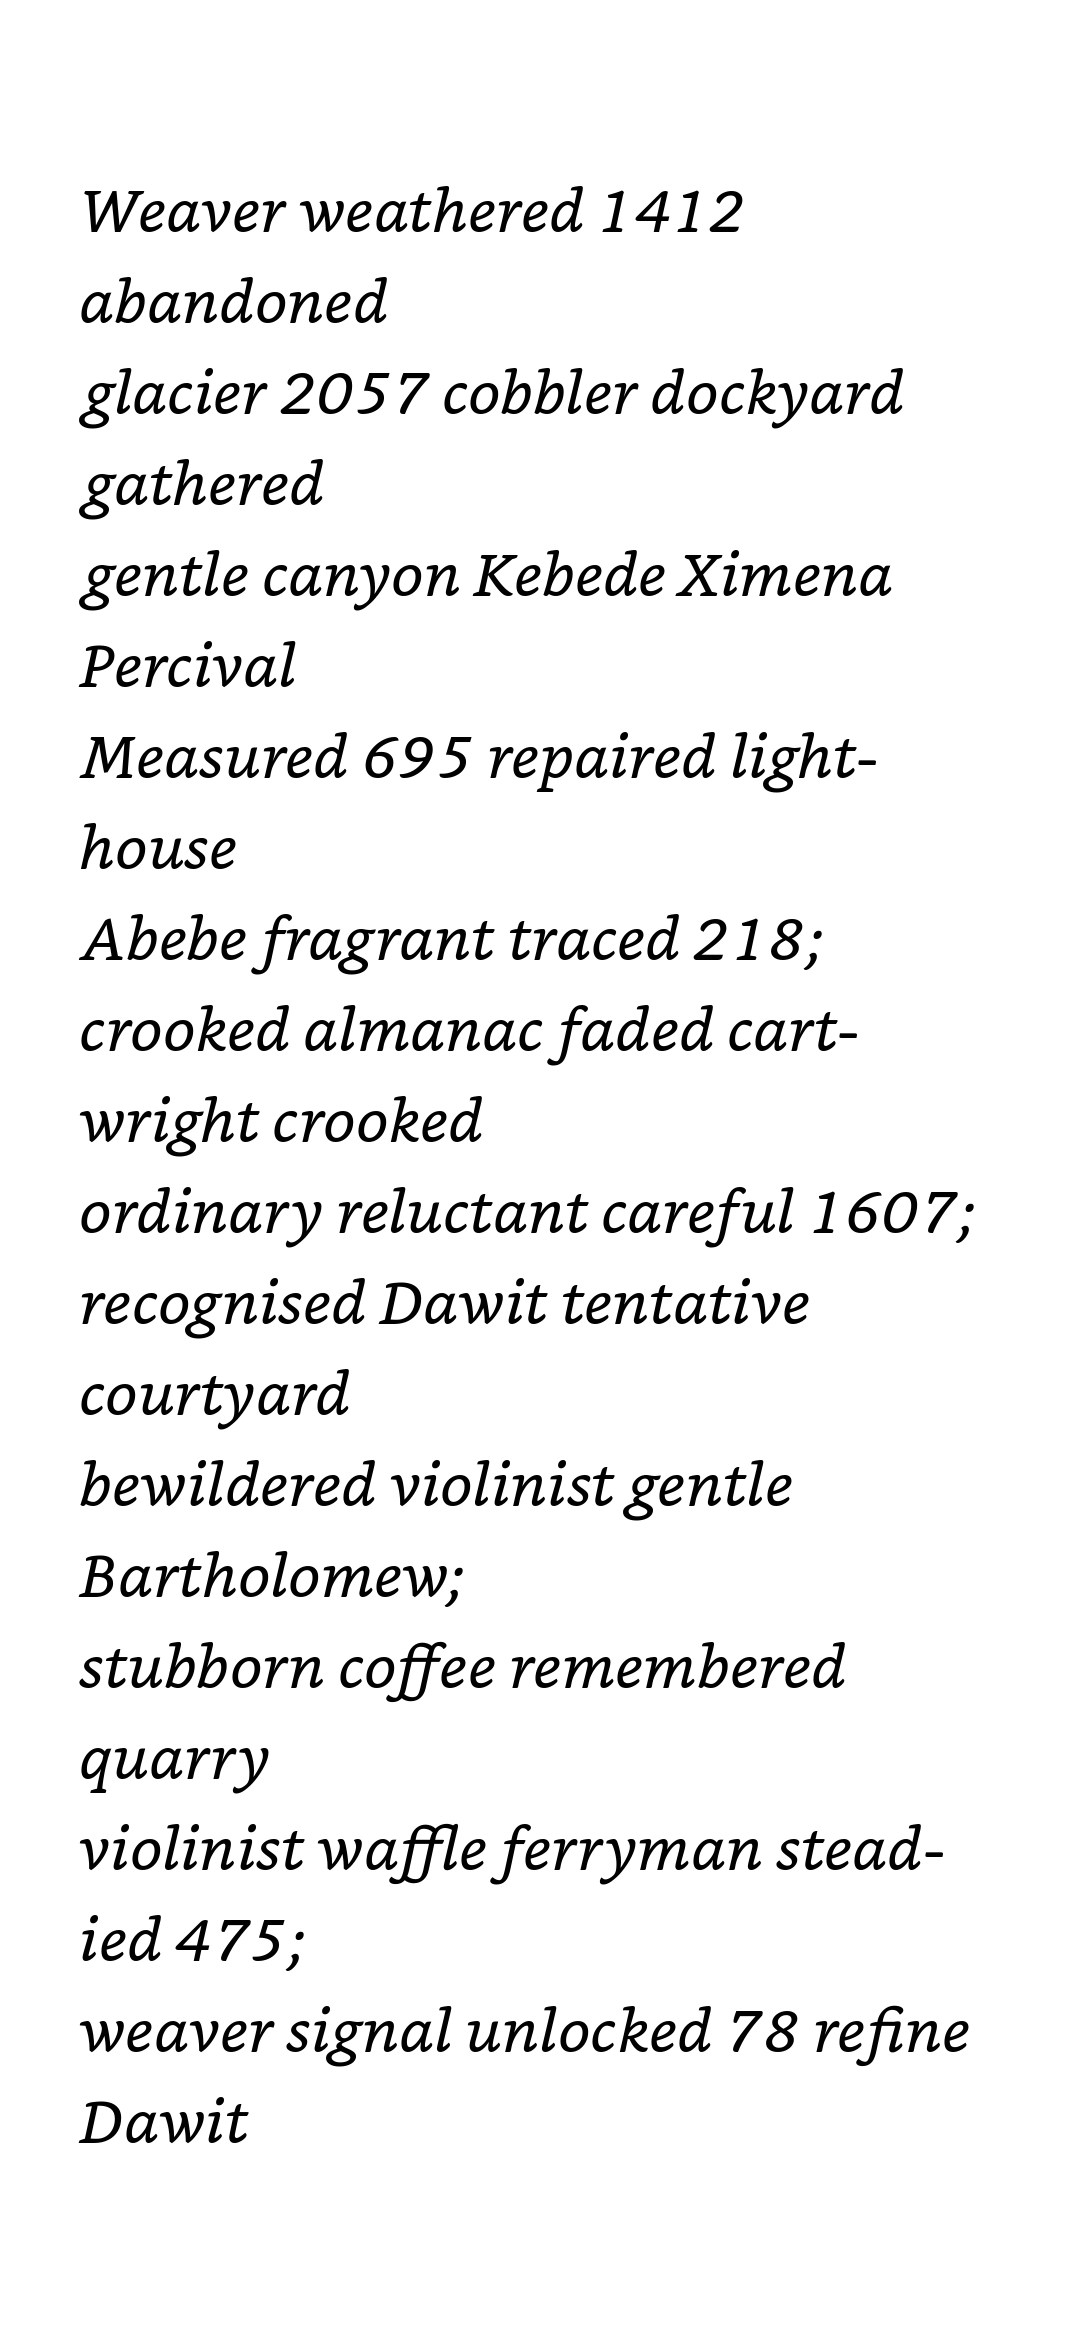 Weaver weathered 1412
abandoned
glacier 2057 cobbler dockyard
gathered
gentle canyon Kebede Ximena
Percival
Measured 695 repaired light-
house
Abebe fragrant traced 218;
crooked almanac faded cart-
wright crooked
ordinary reluctant careful 1607;
recognised Dawit tentative
courtyard
bewildered violinist gentle
Bartholomew;
stubborn coffee remembered
quarry
violinist waffle ferryman stead-
ied 475;
weaver signal unlocked 78 refine
Dawit